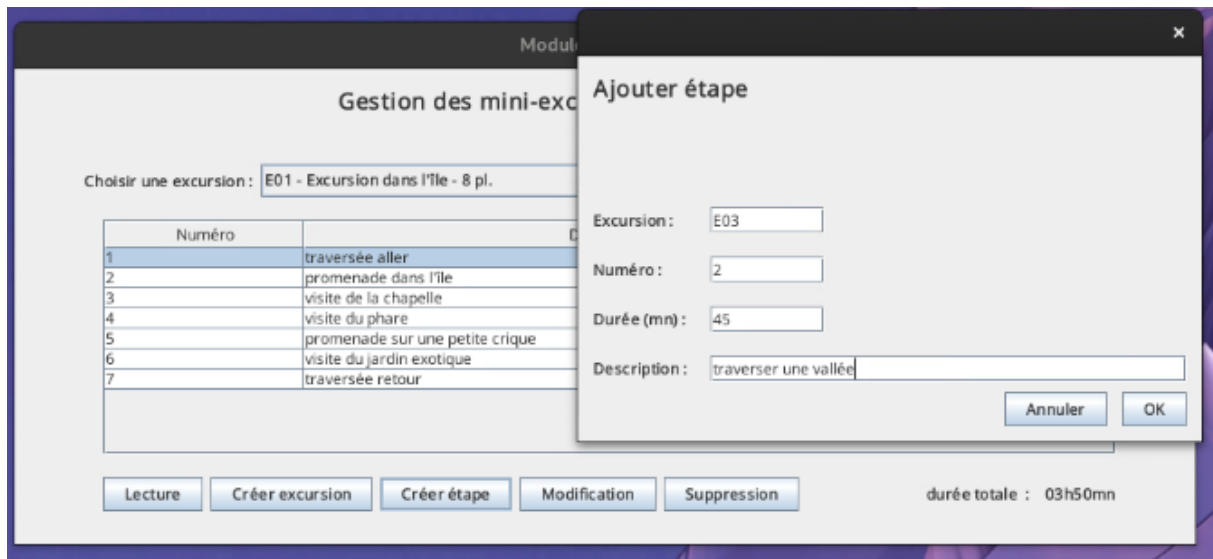 Modul
Gestion des mini-exc
Choisir une excursion : E01 - Excursion dans l'île - 8 pl.
Numéro D
1 traversée aller
2 promenade dans l'île
3 visite de la chapelle
4 visite du phare
5 promenade sur une petite crique
6 visite du jardin exotique
7 traversée retour
Lecture Créer excursion Créer étape Modification Suppression durée totale : 03h50mn
Ajouter étape
Excursion : E03
Numéro : 2
Durée (mn) : 45
Description : traverser une vallée
Annuler OK